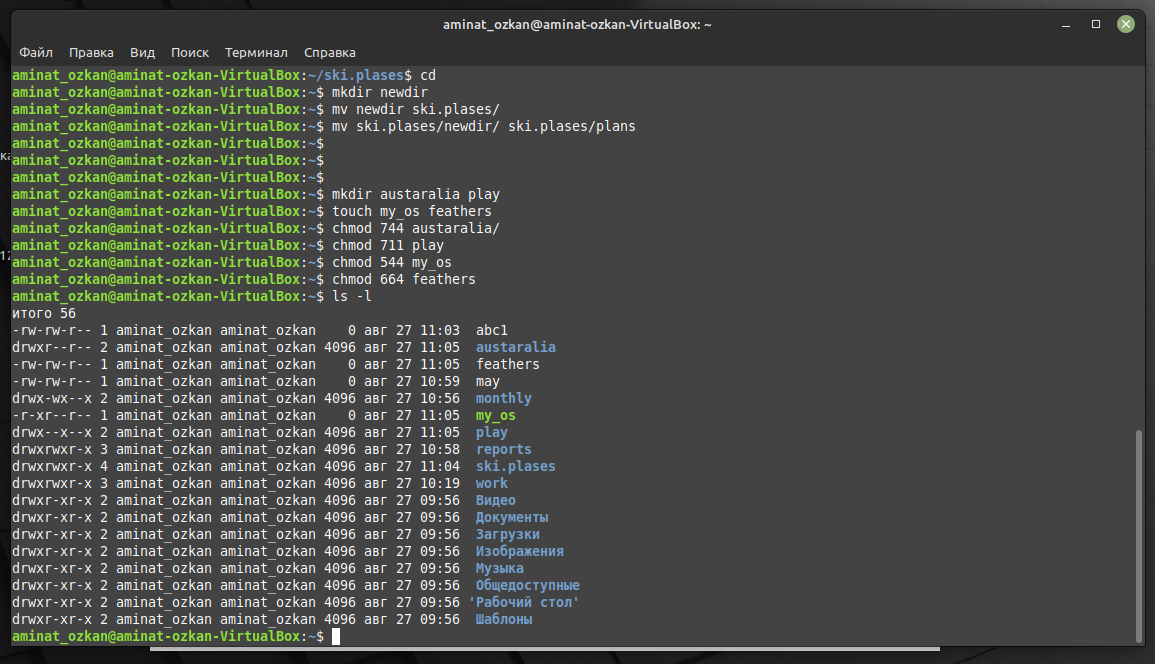 aminat_ozkan@aminat-ozkan-VirtualBox: ~
Файл Правка Вид Поиск Терминал Справка
aminat_ozkan@aminat-ozkan-VirtualBox:~/ski.plases$ cd
aminat_ozkan@aminat-ozkan-VirtualBox:~$ mkdir newdir
aminat_ozkan@aminat-ozkan-VirtualBox:~$ mv newdir ski.plases/
aminat_ozkan@aminat-ozkan-VirtualBox:~$ mv ski.plases/newdir/ ski.plases/plans
aminat_ozkan@aminat-ozkan-VirtualBox:~$
aminat_ozkan@aminat-ozkan-VirtualBox:~$
aminat_ozkan@aminat-ozkan-VirtualBox:~$
aminat_ozkan@aminat-ozkan-VirtualBox:~$ mkdir austaralia play
aminat_ozkan@aminat-ozkan-VirtualBox:~$ touch my_os feathers
aminat_ozkan@aminat-ozkan-VirtualBox:~$ chmod 744 austaralia/
aminat_ozkan@aminat-ozkan-VirtualBox:~$ chmod 711 play
aminat_ozkan@aminat-ozkan-VirtualBox:~$ chmod 544 my_os
aminat_ozkan@aminat-ozkan-VirtualBox:~$ chmod 664 feathers
aminat_ozkan@aminat-ozkan-VirtualBox:~$ ls -l
итого 56
-rw-rw-r-- 1 aminat_ozkan aminat_ozkan    0 авг 27 11:03  abc1
drwxr--r-- 2 aminat_ozkan aminat_ozkan 4096 авг 27 11:05  austaralia
-rw-rw-r-- 1 aminat_ozkan aminat_ozkan    0 авг 27 11:05  feathers
-rw-rw-r-- 1 aminat_ozkan aminat_ozkan    0 авг 27 10:59  may
drwx-wx--x 2 aminat_ozkan aminat_ozkan 4096 авг 27 10:56  monthly
-r-xr--r-- 1 aminat_ozkan aminat_ozkan    0 авг 27 11:05  my_os
drwx--x--x 2 aminat_ozkan aminat_ozkan 4096 авг 27 11:05  play
drwxrwxr-x 3 aminat_ozkan aminat_ozkan 4096 авг 27 10:58  reports
drwxrwxr-x 4 aminat_ozkan aminat_ozkan 4096 авг 27 11:04  ski.plases
drwxrwxr-x 3 aminat_ozkan aminat_ozkan 4096 авг 27 10:19  work
drwxr-xr-x 2 aminat_ozkan aminat_ozkan 4096 авг 27 09:56  Видео
drwxr-xr-x 2 aminat_ozkan aminat_ozkan 4096 авг 27 09:56  Документы
drwxr-xr-x 2 aminat_ozkan aminat_ozkan 4096 авг 27 09:56  Загрузки
drwxr-xr-x 2 aminat_ozkan aminat_ozkan 4096 авг 27 09:56  Изображения
drwxr-xr-x 2 aminat_ozkan aminat_ozkan 4096 авг 27 09:56  Музыка
drwxr-xr-x 2 aminat_ozkan aminat_ozkan 4096 авг 27 09:56  Общедоступные
drwxr-xr-x 2 aminat_ozkan aminat_ozkan 4096 авг 27 09:56 'Рабочий стол'
drwxr-xr-x 2 aminat_ozkan aminat_ozkan 4096 авг 27 09:56  Шаблоны
aminat_ozkan@aminat-ozkan-VirtualBox:~$